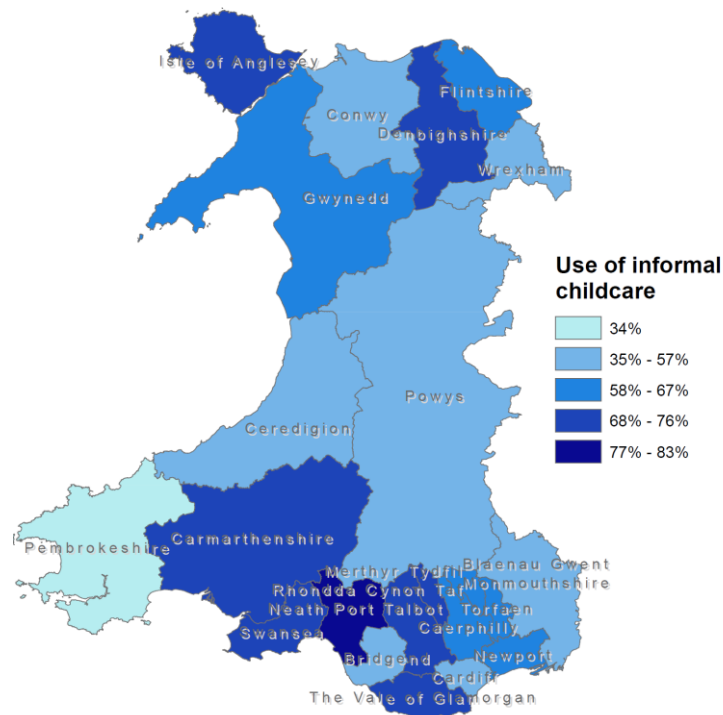 Isle of Anglesey
Flintshire
Conwy
Denbighshire
Wrexham
Gwynedd
Use of informal
childcare
34%
35% - 57%
58% - 67%
68% - 76%
77% - 83%
Powys
Ceredigion
Carmarthenshire
Pembrokeshire
Merthyr Tydfil
Blaenau Gwent
Monmouthshire
Rhondda Cynon Taf
Neath Port Talbot
Torfaen
Caerphilly
Swansea
Newport
Bridgend
Cardiff
The Vale of Glamorgan